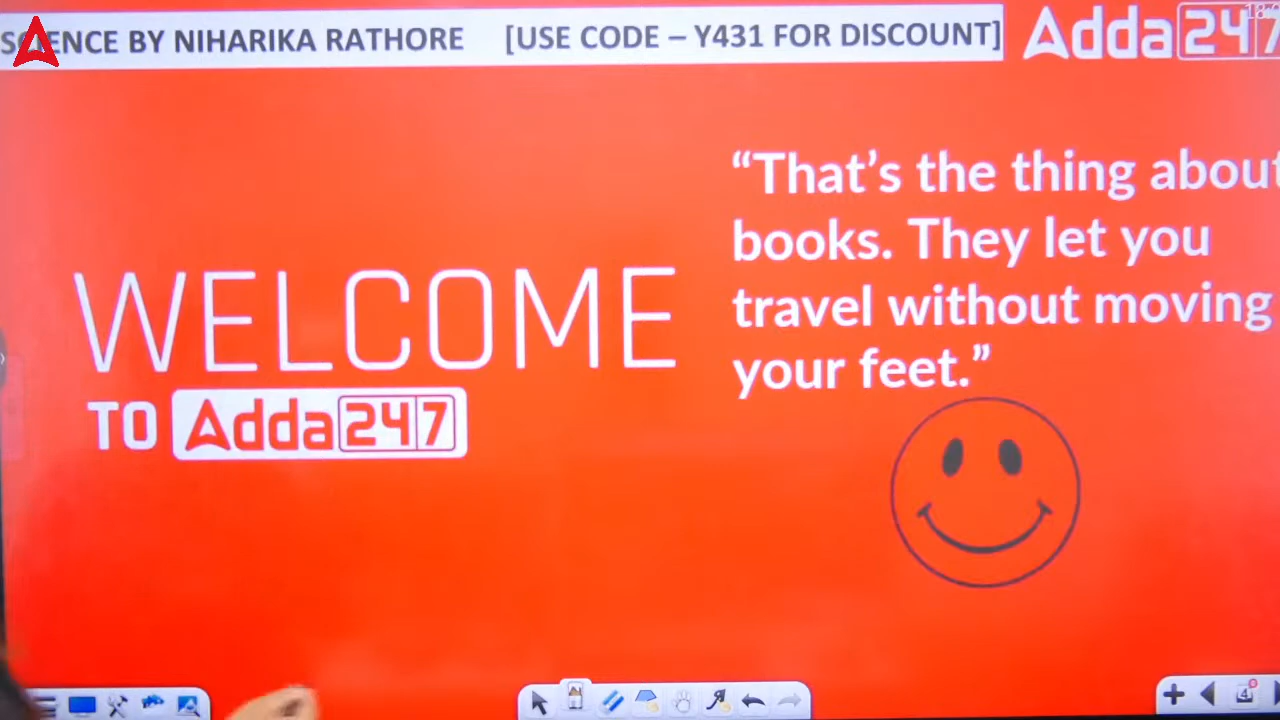 SCIENCE BY NIHARIKA RATHORE [USE CODE – Y431 FOR DISCOUNT] Adda247
“That’s the thing about
books. They let you
travel without moving
your feet.”
WELCOME
TO Adda247